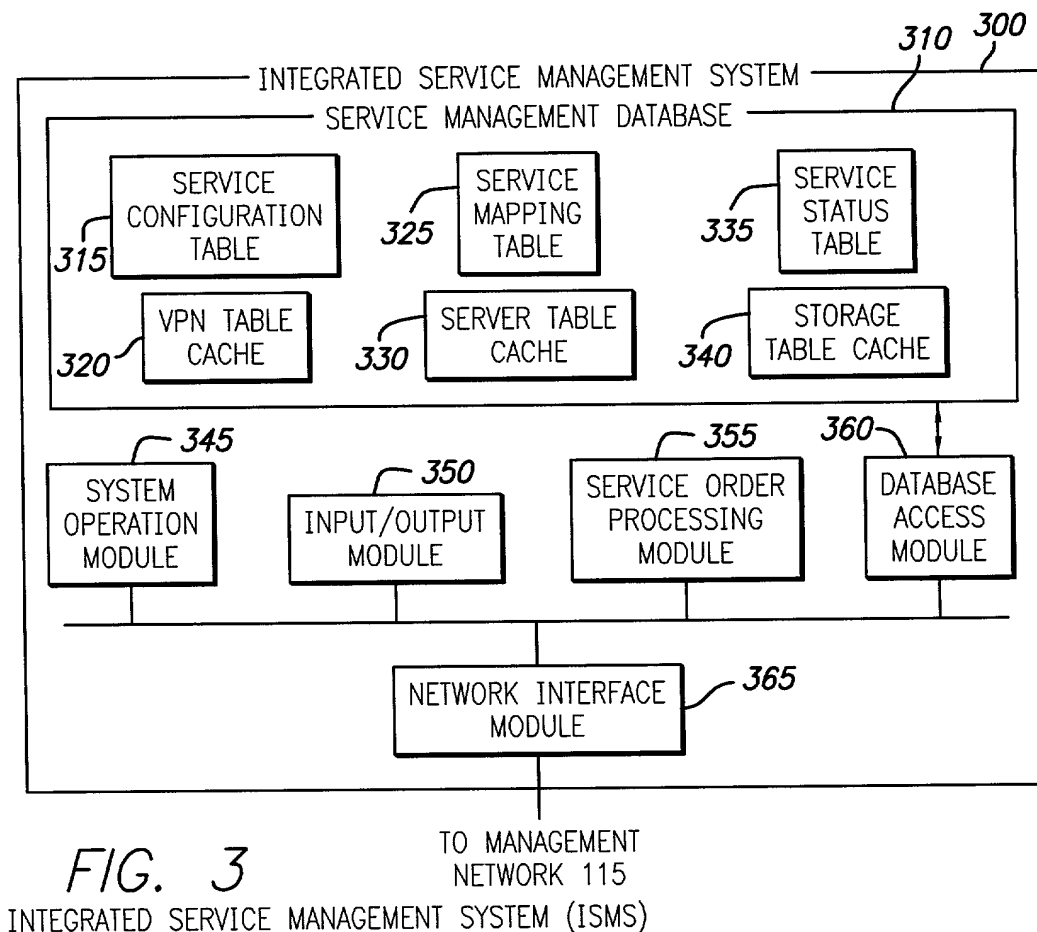 300
310
INTEGRATED SERVICE MANAGEMENT SYSTEM
SERVICE MANAGEMENT DATABASE
SERVICE
CONFIGURATION
TABLE
315
SERVICE
MAPPING
TABLE
325
SERVICE
STATUS
TABLE
335
VPN TABLE
CACHE
320
SERVER TABLE
CACHE
330
STORAGE
TABLE CACHE
340
345
SYSTEM
OPERATION
MODULE
350
INPUT/OUTPUT
MODULE
355
SERVICE ORDER
PROCESSING
MODULE
360
DATABASE
ACCESS
MODULE
NETWORK INTERFACE
MODULE
365
TO MANAGEMENT
NETWORK 115
FIG. 3
INTEGRATED SERVICE MANAGEMENT SYSTEM (ISMS)